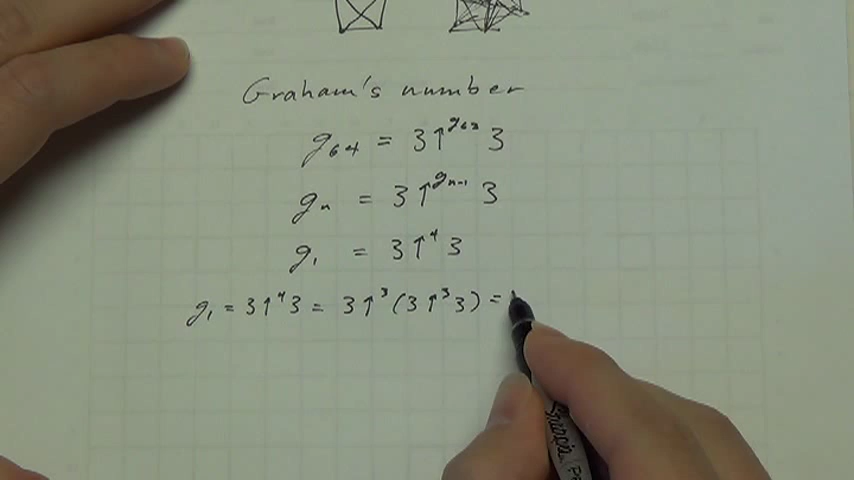 Graham's number
g₆₄ = 3↑^g₆₃ 3
gₙ = 3↑^gₙ₋₁ 3
g₁ = 3↑⁴3
g₁ = 3↑⁴3 = 3↑³(3↑³3) =
Sharpie